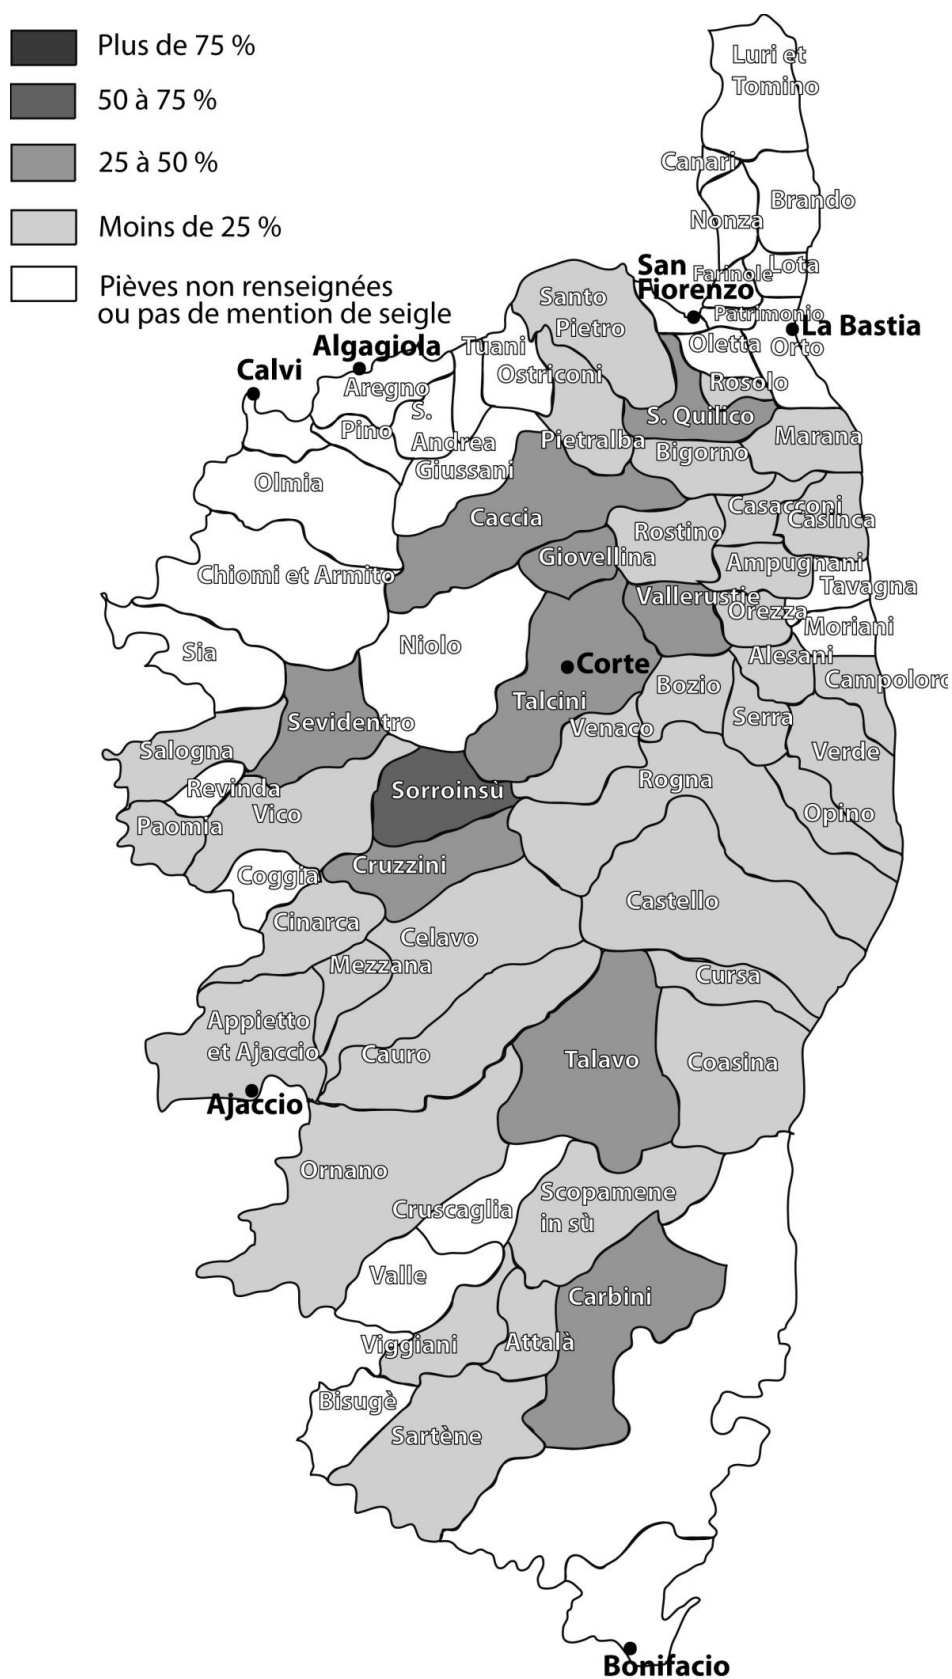 Plus de 75 %
50 à 75 %
25 à 50 %
Moins de 25 %
Pièves non renseignées
ou pas de mention de seigle
Luri et
Tomino
Canari
Brando
Nonza
San
Fiorenzo
Farinole
Lota
Santo
Pietro
Patrimonio
La Bastia
Algagiola
Tuani
Oletta
Orto
Calvi
Ostriconi
Aregno
Rosolo
S.
Andrea
S. Quilico
Pino
Pietralba
Marana
Bigorno
Giussani
Olmia
Casacconi
Caccia
Casinca
Rostino
Giovellina
Ampugnani
Chiomi et Armito
Tavagna
Vallerustie
Orezza
Moriani
Niolo
Sia
Corte
Alesani
Bozio
Campoloro
Talcini
Sevidentro
Venaco
Serra
Salogna
Verde
Rogna
Revinda
Sorroinsù
Vico
Opino
Paomia
Cruzzini
Coggia
Castello
Cinarca
Celavo
Mezzana
Cursa
Appietto
et Ajaccio
Cauro
Talavo
Coasina
Ajaccio
Ornano
Scopamene
in sù
Cruscaglia
Valle
Carbini
Viggiani
Attalà
Bisugè
Sartène
Bonifacio